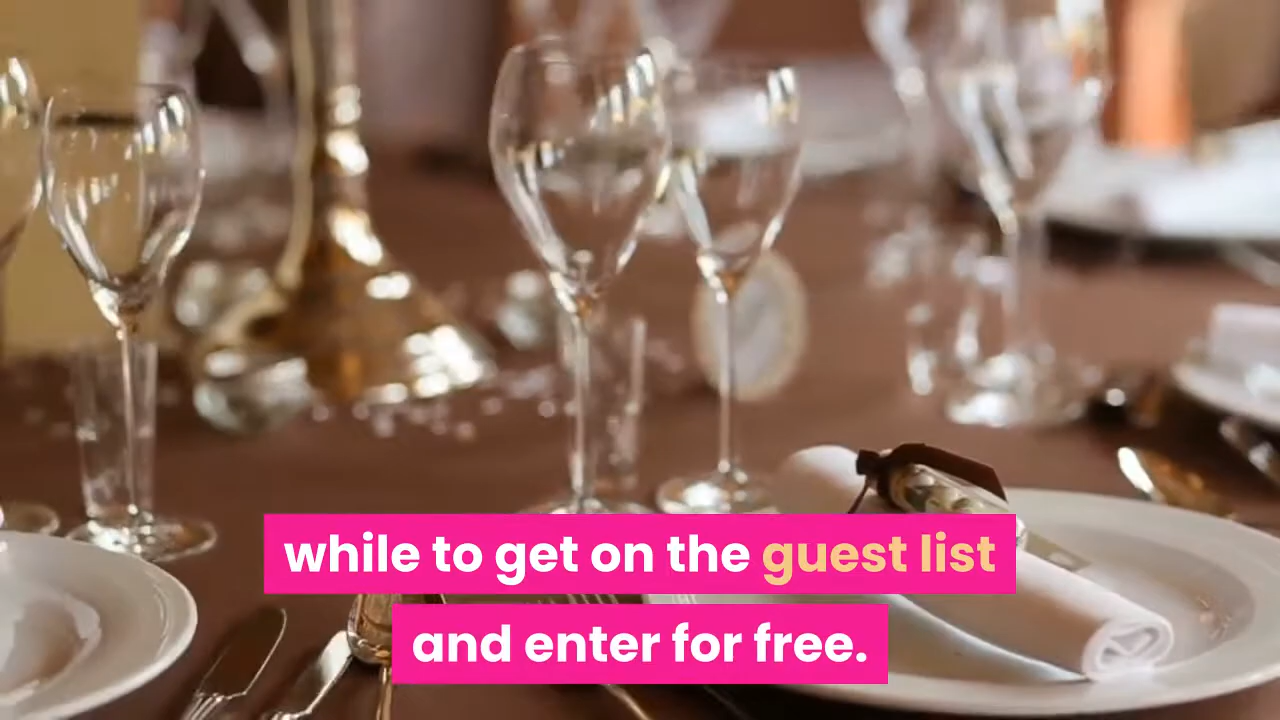 while to get on the guest list
and enter for free.